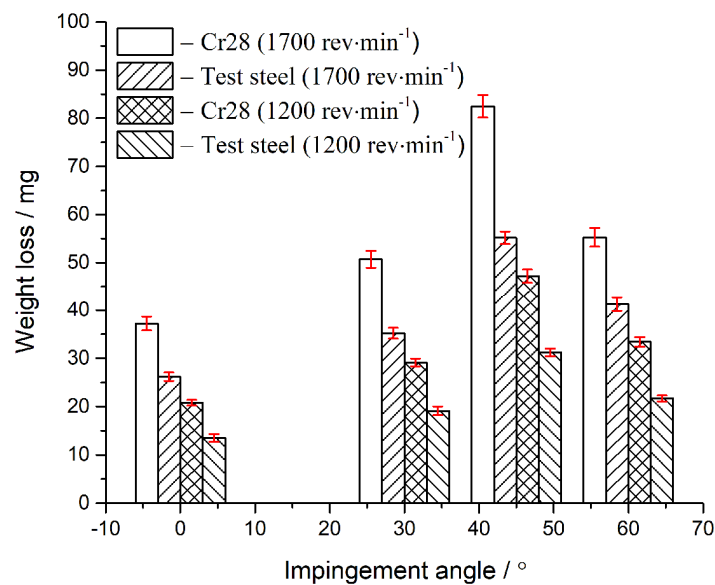 100
90
80
70
60
50
40
30
20
10
0
Weight loss / mg
– Cr28 (1700 rev·min⁻¹)
– Test steel (1700 rev·min⁻¹)
– Cr28 (1200 rev·min⁻¹)
– Test steel (1200 rev·min⁻¹)
-10 0 10 20 30 40 50 60 70
Impingement angle / °